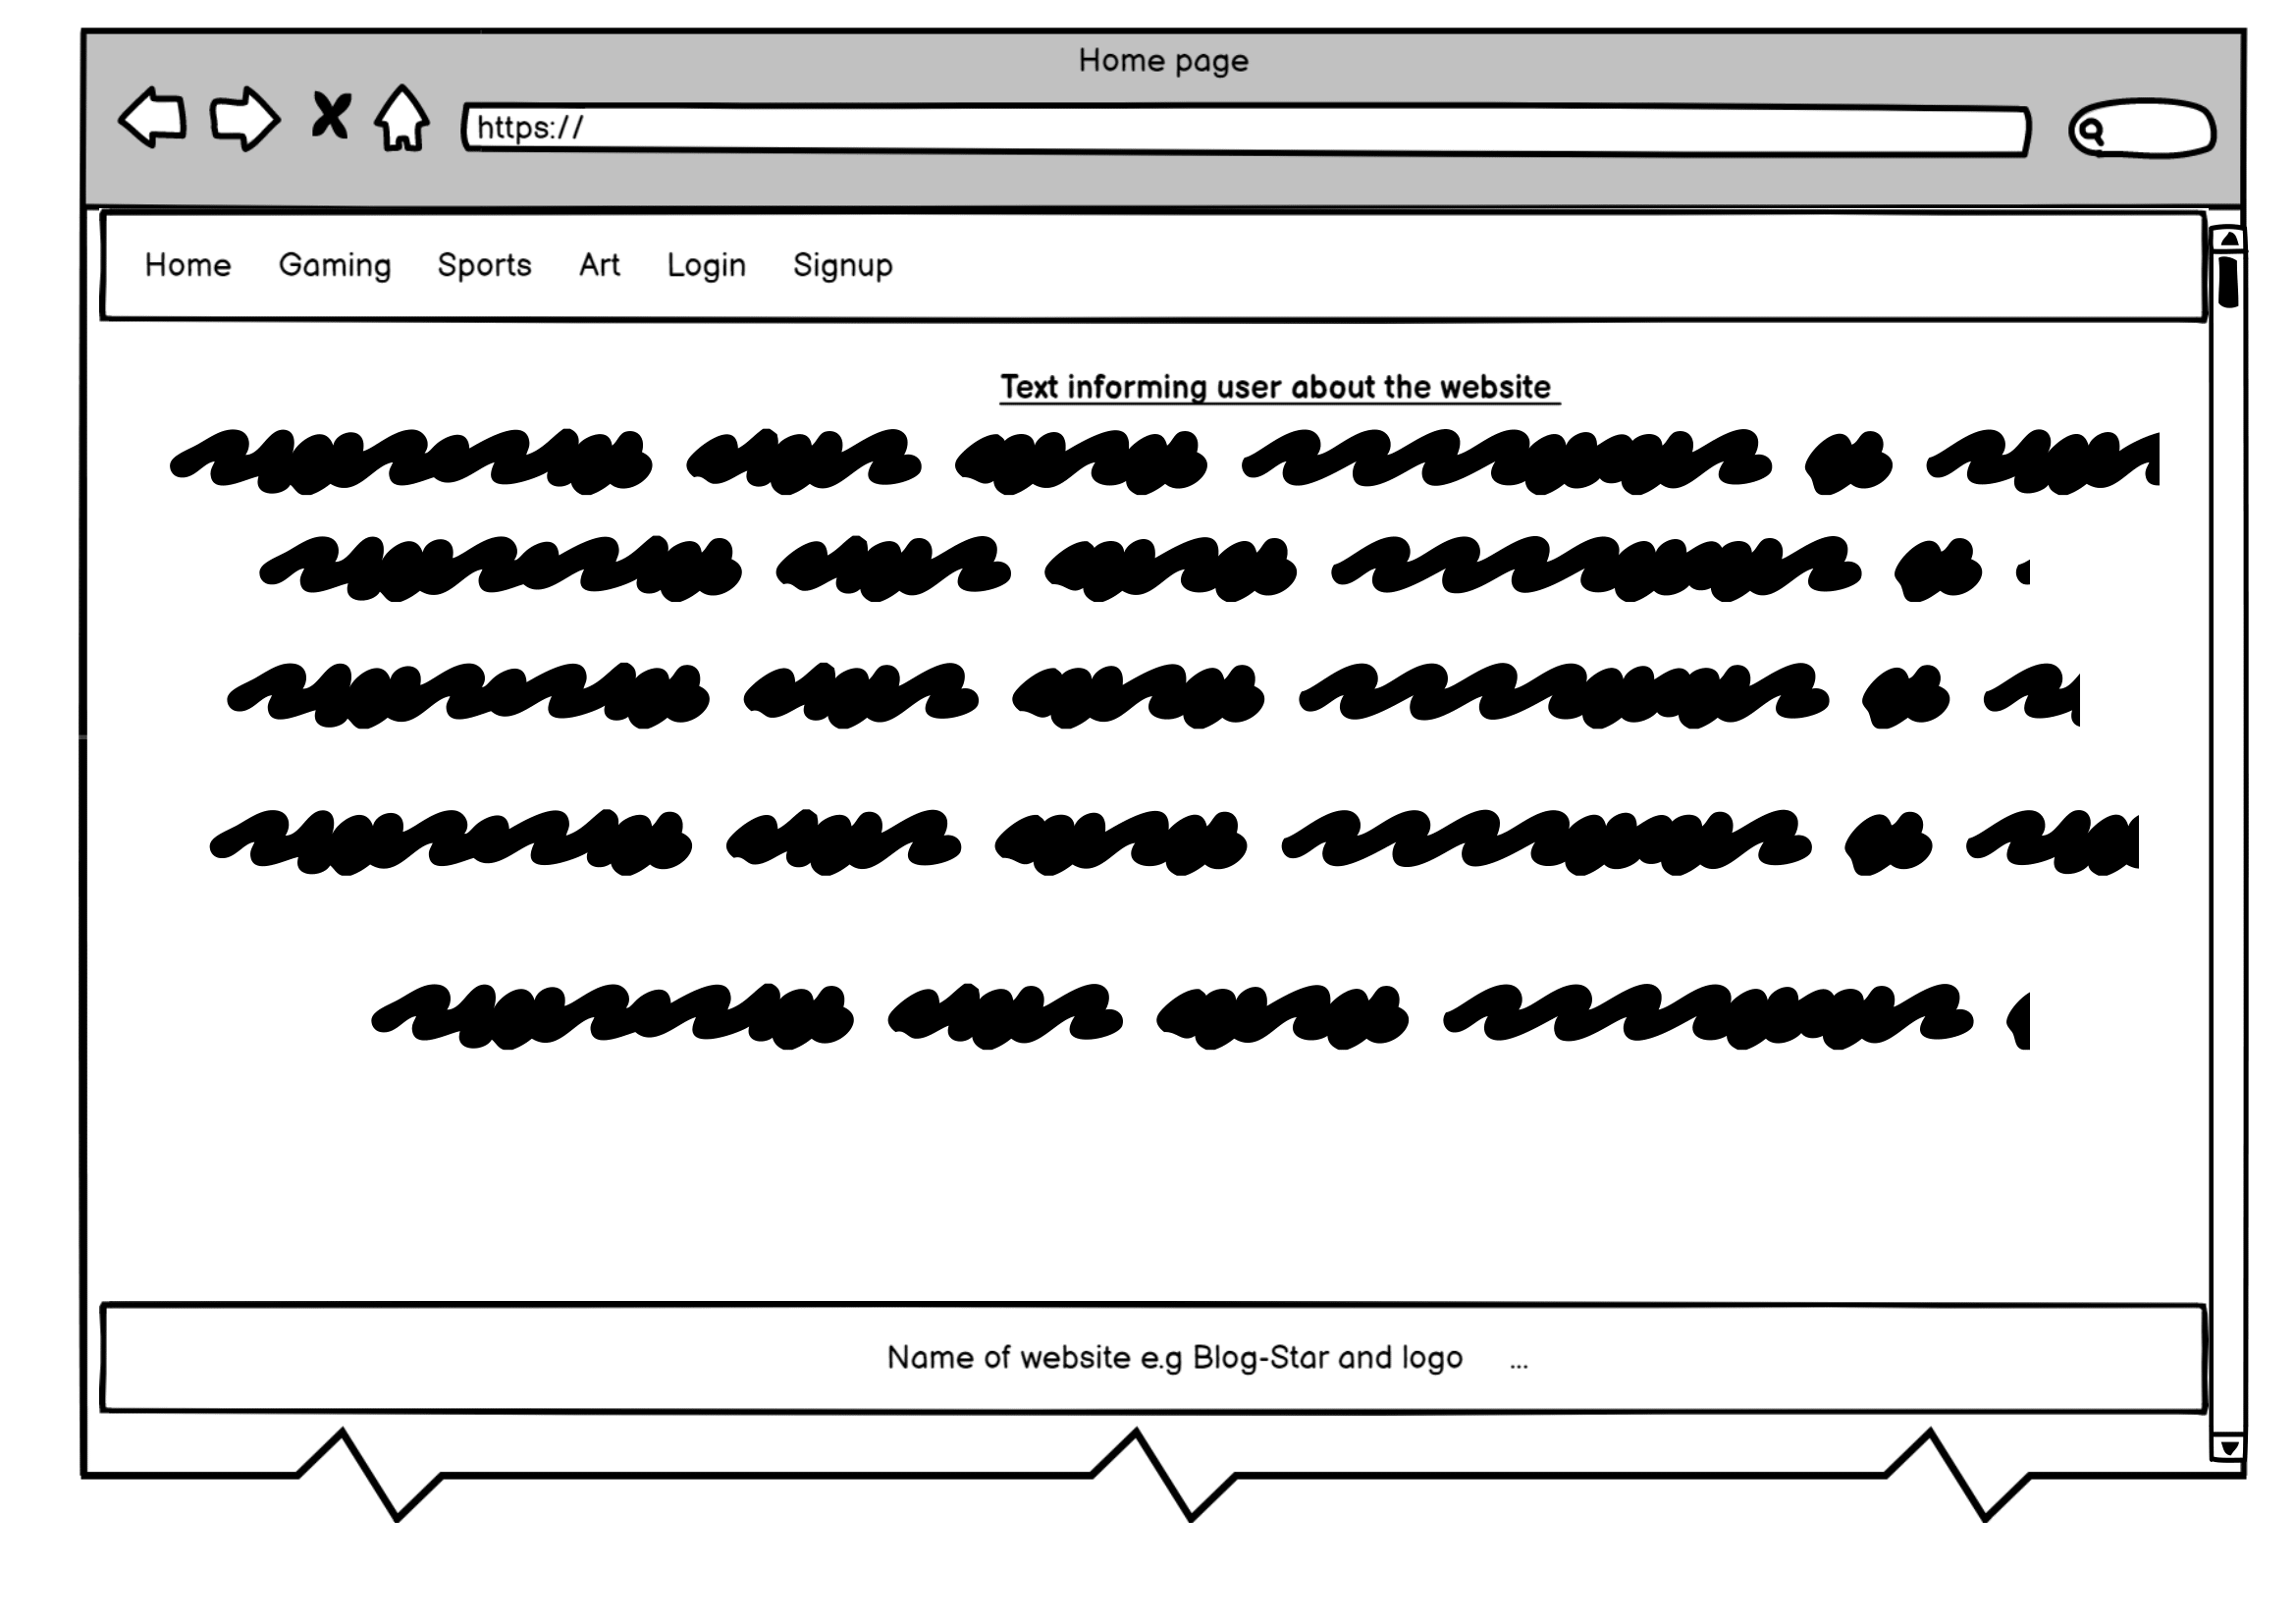 Home page
https://
Home Gaming Sports Art Login Signup
Text informing user about the website
Name of website e.g Blog-Star and logo ...